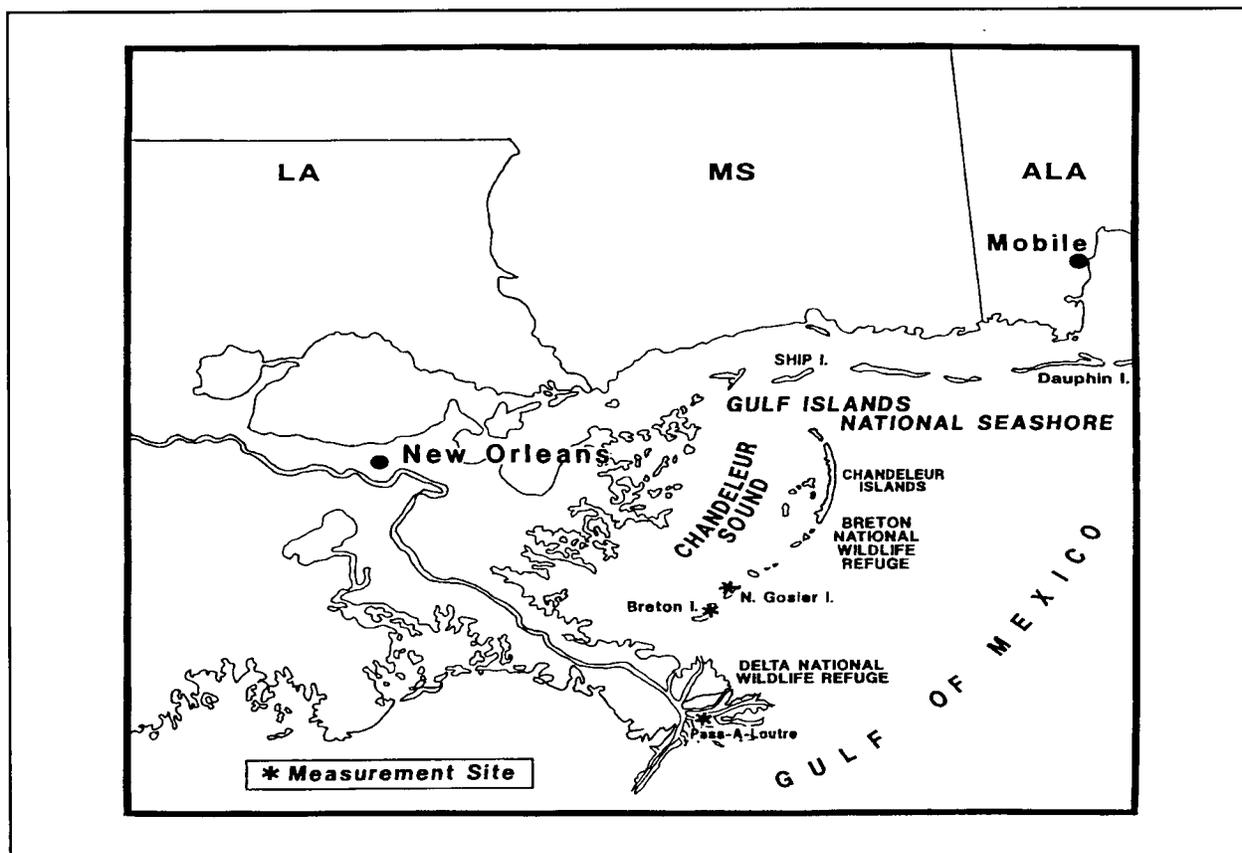 LA
MS
ALA
Mobile
SHIP I.
Dauphin I.
GULF ISLANDS
NATIONAL SEASHORE
New Orleans
CHANDELEUR
SOUND
CHANDELEUR
ISLANDS
BRETON
NATIONAL
WILDLIFE
REFUGE
N. Gosier I.
Breton I.
DELTA NATIONAL
WILDLIFE REFUGE
Pass-A-Loutre
GULF OF MEXICO
* Measurement Site